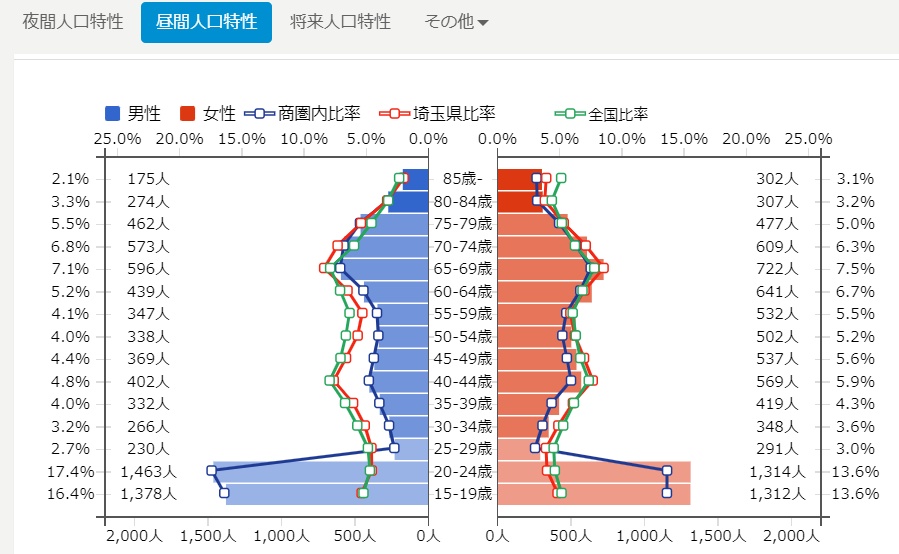 夜間人口特性 昼間人口特性 将来人口特性 その他
男性 女性 商圏内比率 埼玉県比率 全国比率
25.0% 20.0% 15.0% 10.0% 5.0% 0.0% 0.0% 5.0% 10.0% 15.0% 20.0% 25.0%
2.1% 175人 85歳- 302人 3.1%
3.3% 274人 80-84歳 307人 3.2%
5.5% 462人 75-79歳 477人 5.0%
6.8% 573人 70-74歳 609人 6.3%
7.1% 596人 65-69歳 722人 7.5%
5.2% 439人 60-64歳 641人 6.7%
4.1% 347人 55-59歳 532人 5.5%
4.0% 338人 50-54歳 502人 5.2%
4.4% 369人 45-49歳 537人 5.6%
4.8% 402人 40-44歳 569人 5.9%
4.0% 332人 35-39歳 419人 4.3%
3.2% 266人 30-34歳 348人 3.6%
2.7% 230人 25-29歳 291人 3.0%
17.4% 1,463人 20-24歳 1,314人 13.6%
16.4% 1,378人 15-19歳 1,312人 13.6%
2,000人 1,500人 1,000人 500人 0人 0人 500人 1,000人 1,500人 2,000人